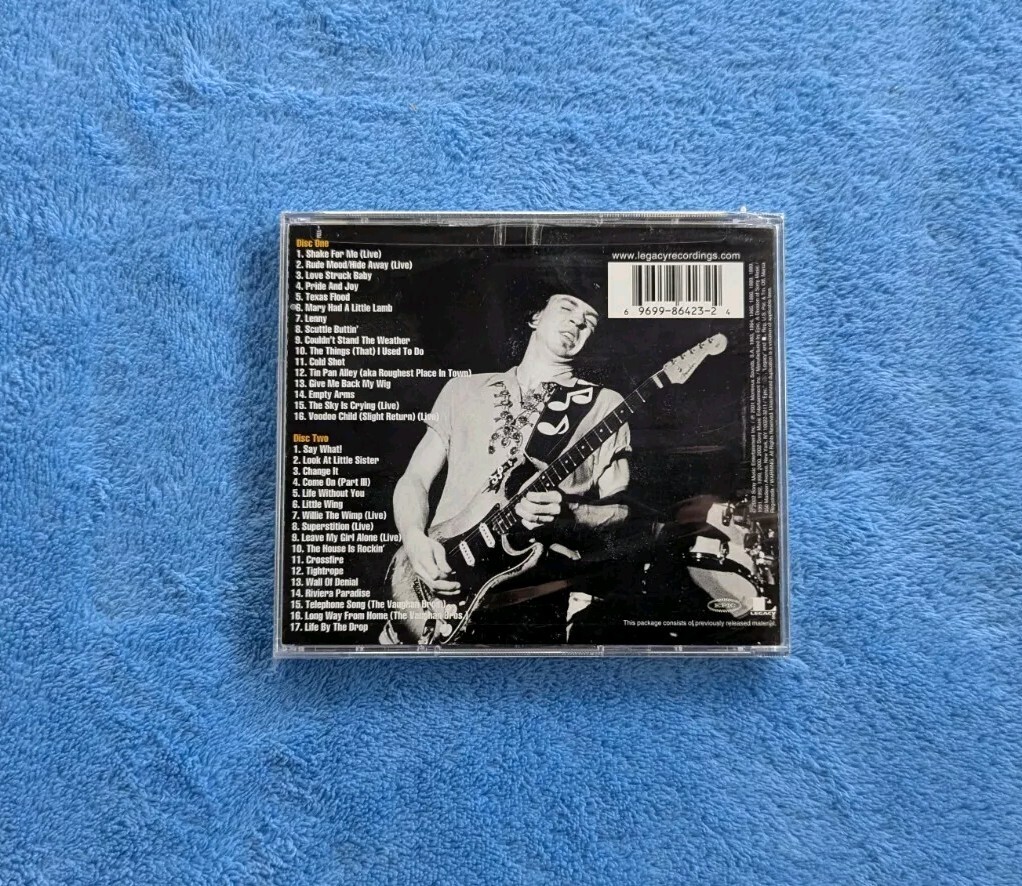 Disc One
1. Shake For Me (Live)
2. Rude Mood/Hide Away (Live)
3. Love Struck Baby
4. Pride And Joy
5. Texas Flood
6. Mary Had A Little Lamb
7. Lenny
8. Scuttle Buttin'
9. Couldn't Stand The Weather
10. The Things (That) I Used To Do
11. Cold Shot
12. Tin Pan Alley (aka Roughest Place In Town)
13. Give Me Back My Wig
14. Empty Arms
15. The Sky Is Crying (Live)
16. Voodoo Child (Slight Return) (Live)
Disc Two
1. Say What!
2. Look At Little Sister
3. Change It
4. Come On (Part III)
5. Life Without You
6. Little Wing
7. Willie The Wimp (Live)
8. Superstition (Live)
9. Leave My Girl Alone (Live)
10. The House Is Rockin'
11. Crossfire
12. Tightrope
13. Wall Of Denial
14. Riviera Paradise
15. Telephone Song (The Vaughan Bros.)
16. Long Way From Home (The Vaughan Bros.)
17. Life By The Drop
www.legacyrecordings.com
6 9699-86423-2 4
epic
LEGACY
This package consists of previously released material.